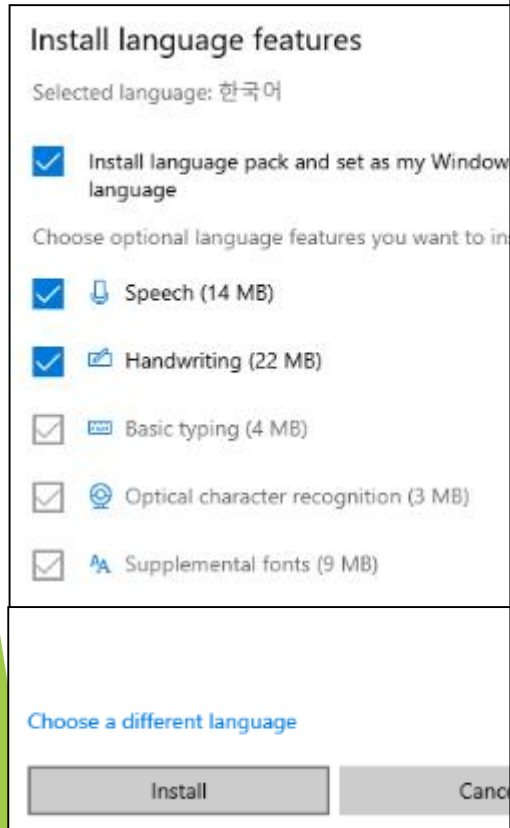 Install language features
Selected language: 한국어
Install language pack and set as my Window
language
Choose optional language features you want to in
Speech (14 MB)
Handwriting (22 MB)
Basic typing (4 MB)
Optical character recognition (3 MB)
Supplemental fonts (9 MB)
Choose a different language
Install
Canc